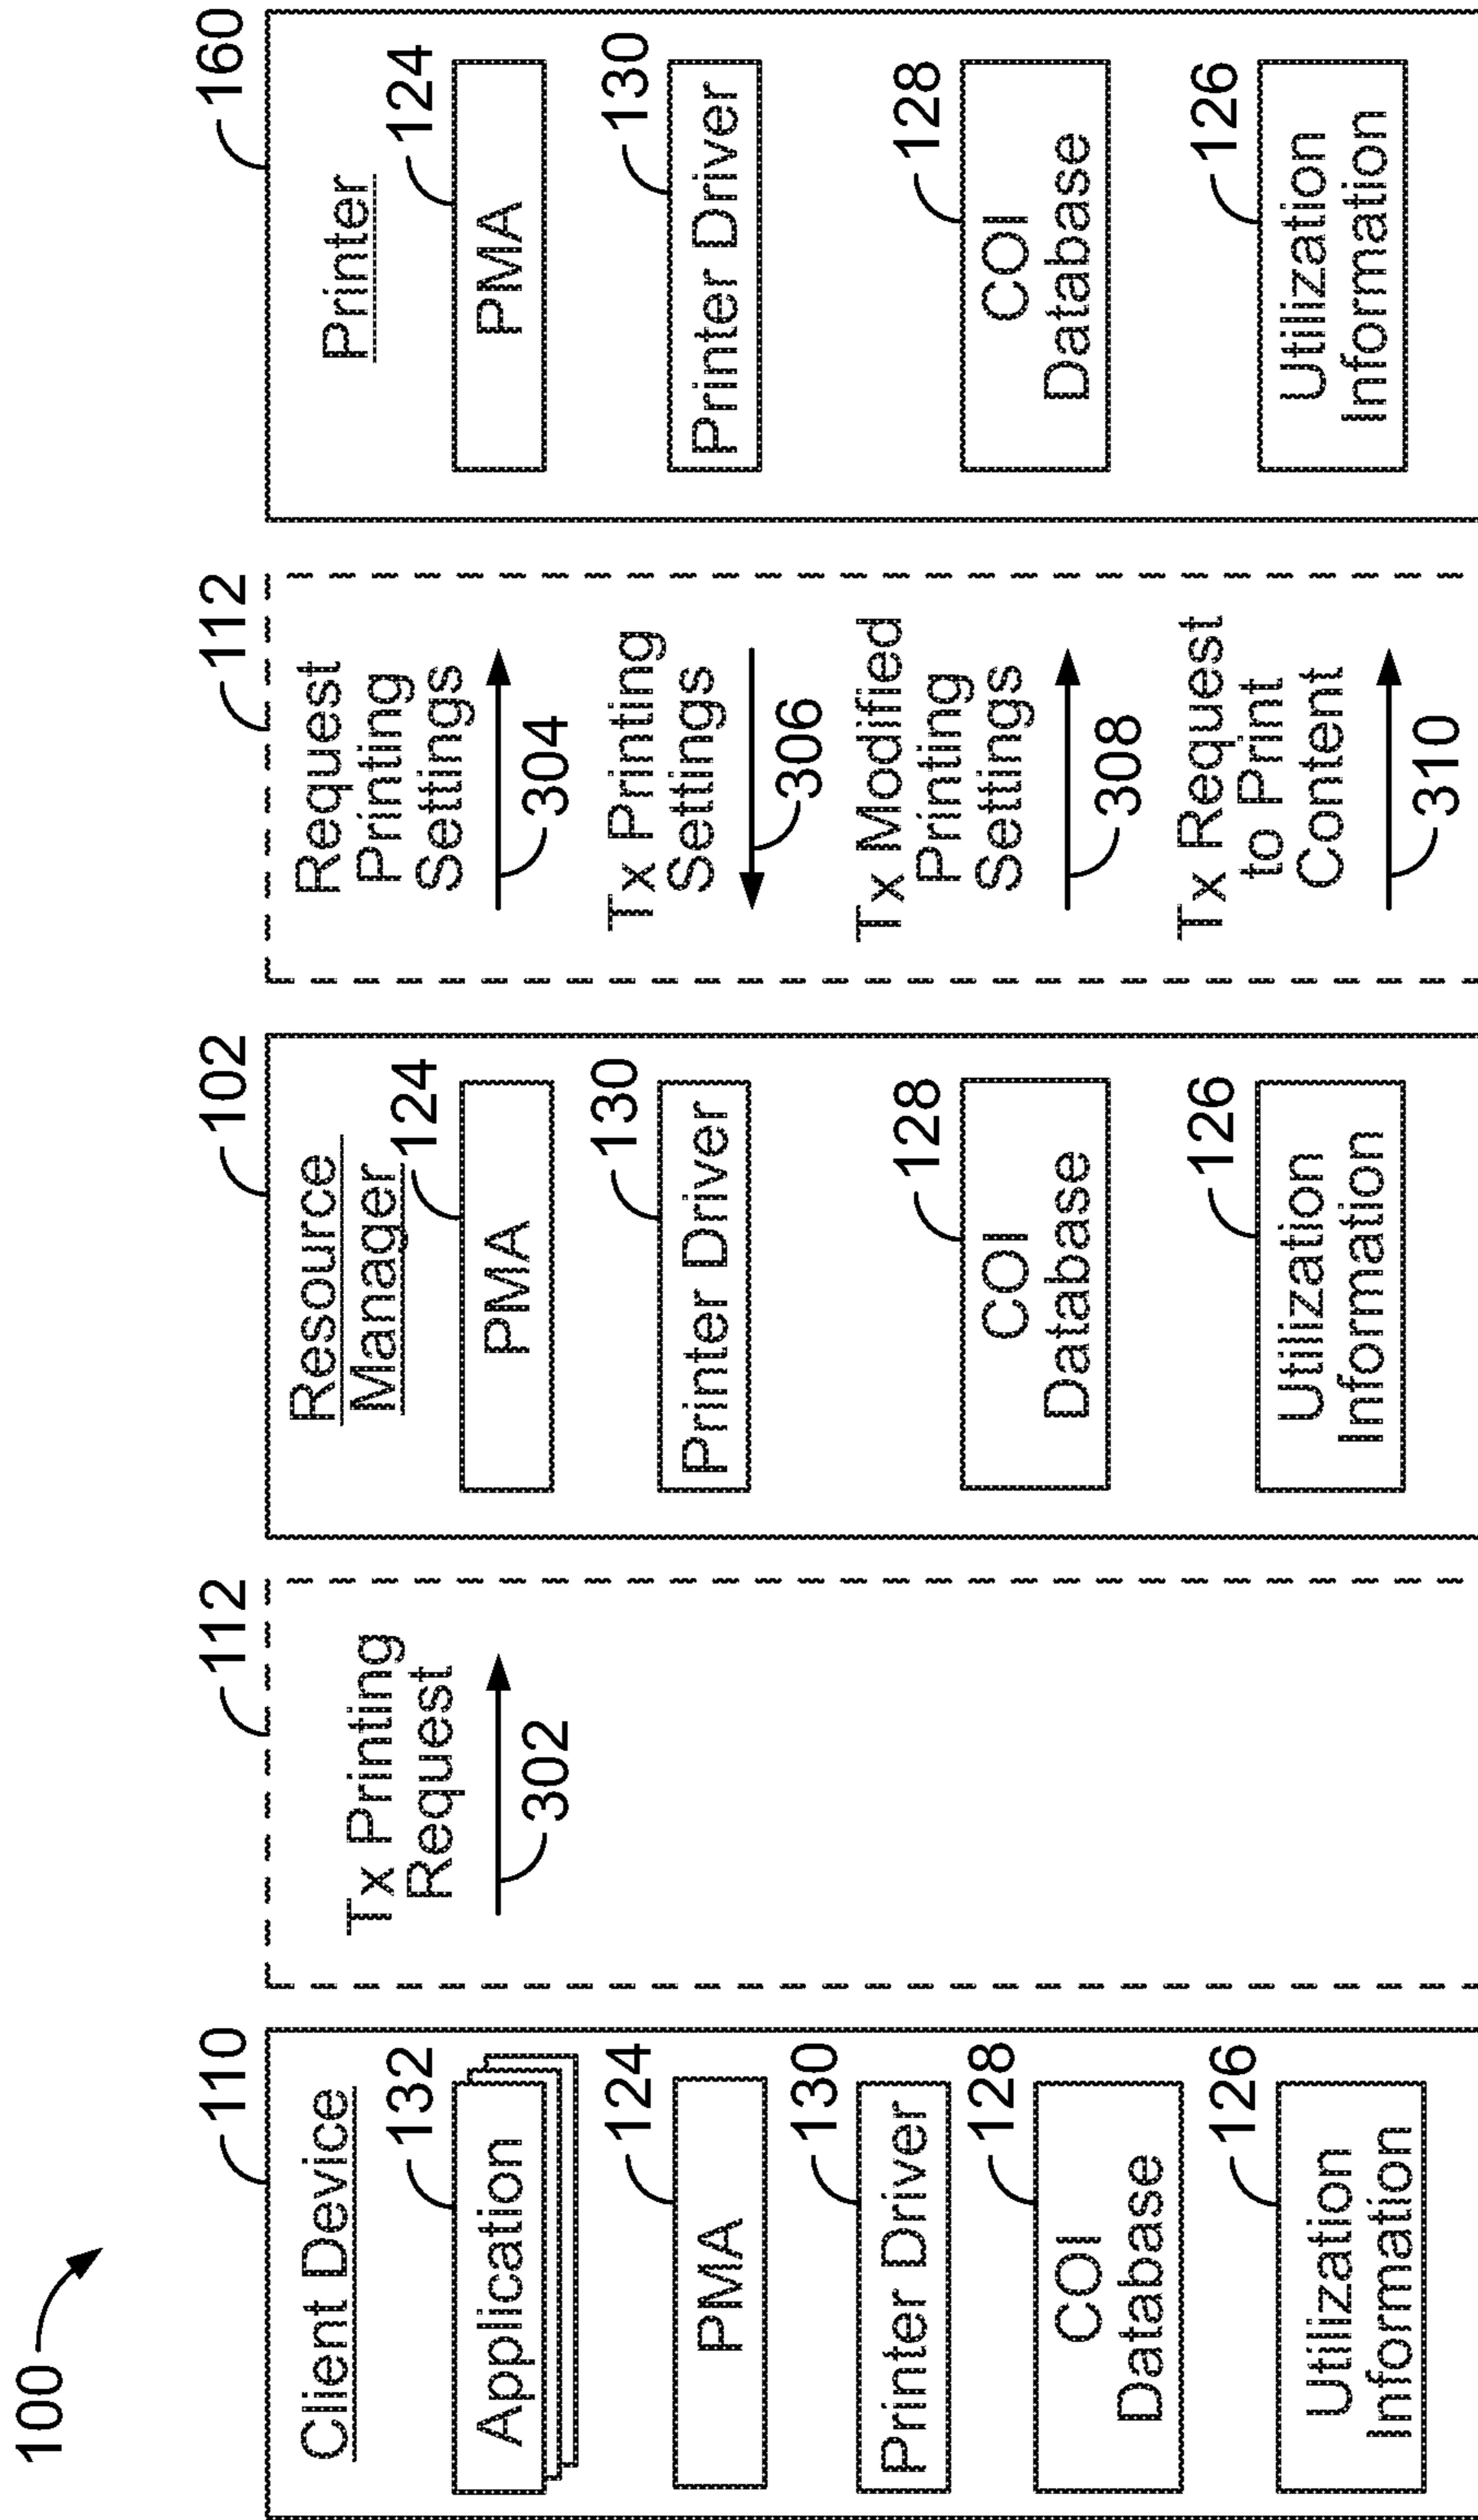 100
110
Client Device
132
Application
124
PMA
130
Printer Driver
128
COI
Database
126
Utilization
Information
112
Tx Printing
Request
302
102
Resource
Manager
124
PMA
130
Printer Driver
128
COI
Database
126
Utilization
Information
112
Request
Printing
Settings
304
Tx Printing
Settings
306
Tx Modified
Printing
Settings
308
Tx Request
to Print
Content
310
160
Printer
124
PMA
130
Printer Driver
128
COI
Database
126
Utilization
Information